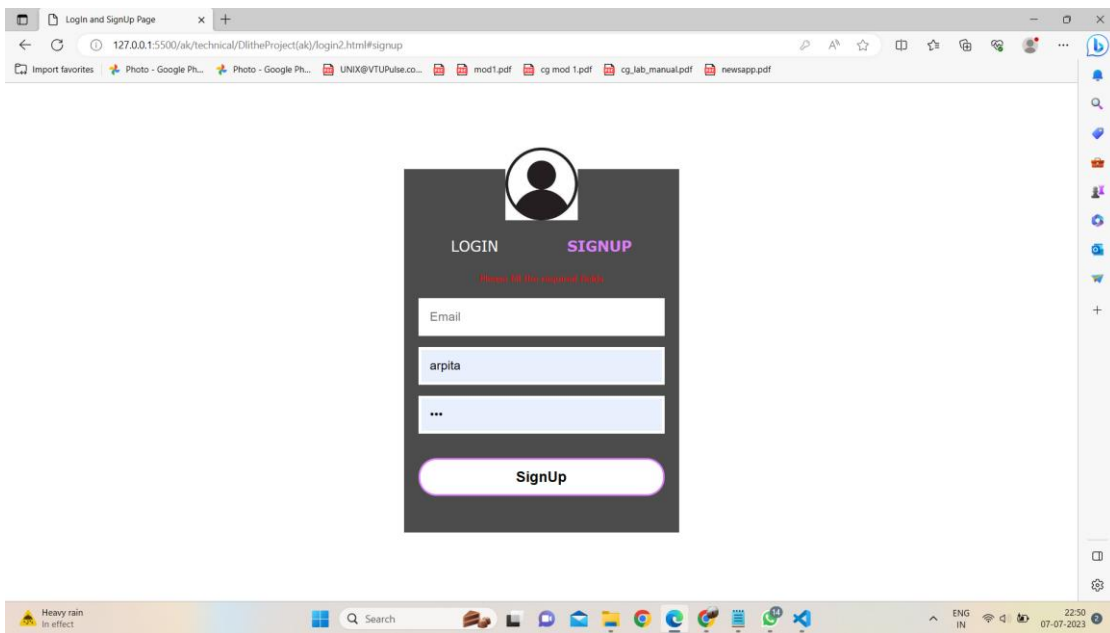 LogIn and SignUp Page
127.0.0.1:5500/ak/technical/DlitheProject(ak)/login2.html#signup
Import favorites Photo - Google Ph... Photo - Google Ph... UNIX@VTUPulse.co... mod1.pdf cg mod 1.pdf cg_lab_manual.pdf newsapp.pdf
LOGIN SIGNUP
Please fill the required fields
Email
arpita
•••
SignUp
Heavy rain
In effect
Search
14
ENG
IN
22:50
07-07-2023